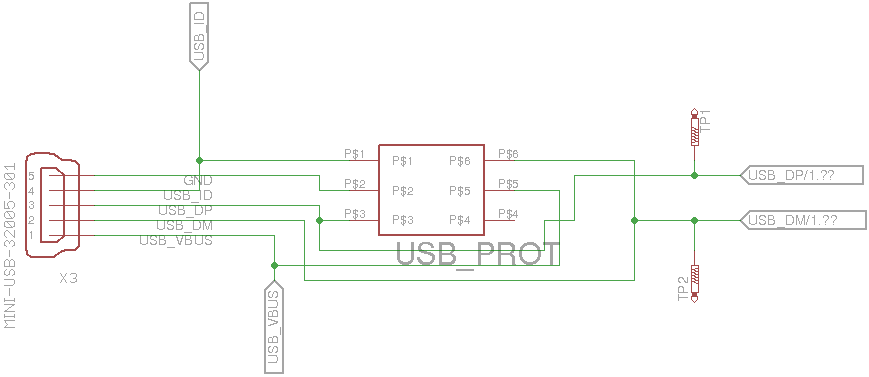 USB_ID
TP1
P$1 P$1 P$6 P$6
USB_DP/1.??
5 GND P$2 P$2 P$5 P$5
4 USB_ID
3 USB_DP P$3 P$3 P$4 P$4
USB_DM/1.??
2 USB_DM
1 USB_VBUS
USB_PROT
MINI-USB-32005-301
X3
TP2
USB_VBUS